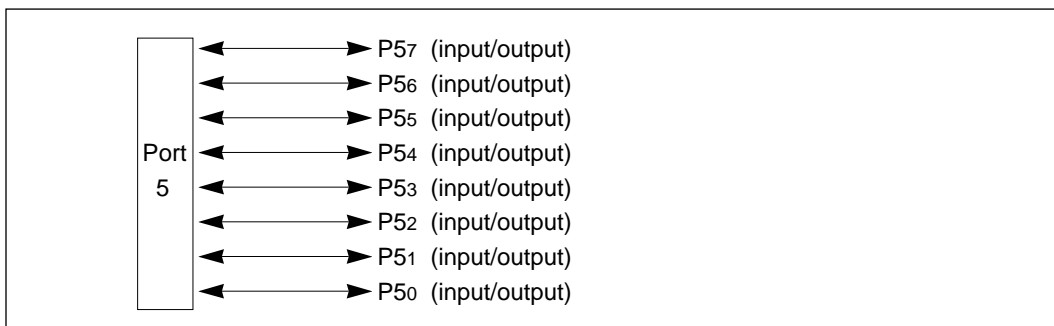 P57 (input/output)
P56 (input/output)
P55 (input/output)
Port
5
P54 (input/output)
P53 (input/output)
P52 (input/output)
P51 (input/output)
P50 (input/output)